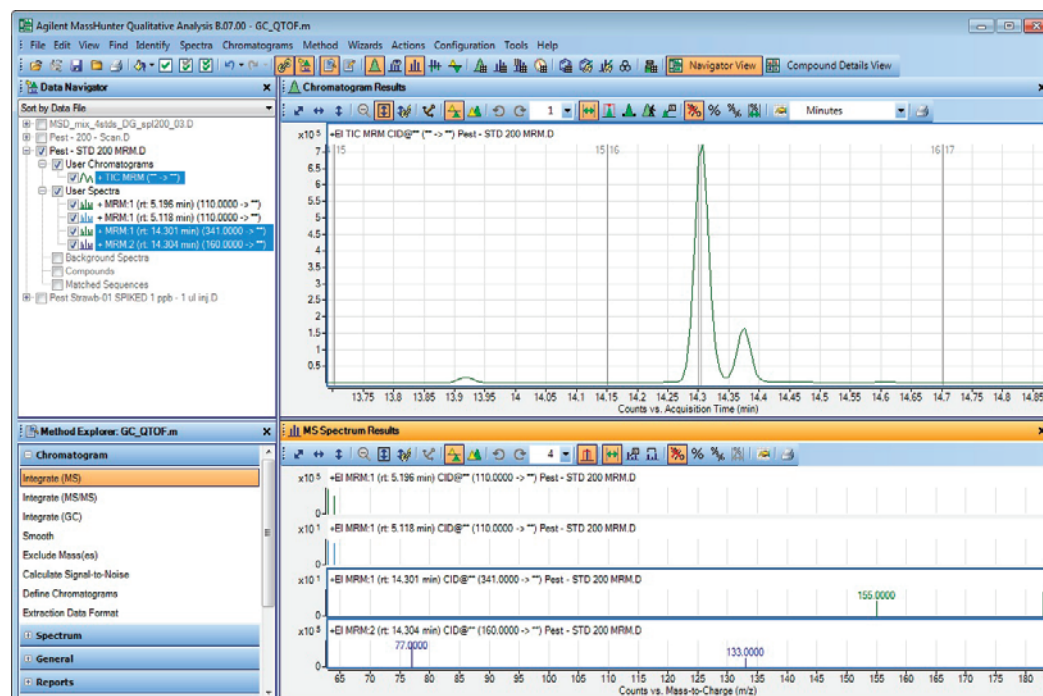 Agilent MassHunter Qualitative Analysis B.07.00 - GC_QTOF.m
File Edit View Find Identify Spectra Chromatograms Method Wizards Actions Configuration Tools Help
Navigator View Compound Details View
Data Navigator
Sort by Data File
MSD_mix_4stds_DG_spl200_03.D
Pest - 200 - Scan.D
Pest - STD 200 MRM.D
User Chromatograms
+ TIC MRM (** -> **)
User Spectra
+ MRM:1 (rt: 5.196 min) (110.0000 -> **)
+ MRM:1 (rt: 5.118 min) (110.0000 -> **)
+ MRM:1 (rt: 14.301 min) (341.0000 -> **)
+ MRM:2 (rt: 14.304 min) (160.0000 -> **)
Background Spectra
Compounds
Matched Sequences
Pest Strawb-01 SPIKED 1 ppb - 1 ul inj.D
Chromatogram Results
1 Minutes
x10 5 +EI TIC MRM CID@** (** -> **) Pest - STD 200 MRM.D
15 15 16 16 17
7
6.5
6
5.5
5
4.5
4
3.5
3
2.5
2
1.5
1
0.5
13.75 13.8 13.85 13.9 13.95 14 14.05 14.1 14.15 14.2 14.25 14.3 14.35 14.4 14.45 14.5 14.55 14.6 14.65 14.7 14.75 14.8 14.85
Counts vs. Acquisition Time (min)
Method Explorer: GC_QTOF.m
Chromatogram
Integrate (MS)
Integrate (MS/MS)
Integrate (GC)
Smooth
Exclude Mass(es)
Calculate Signal-to-Noise
Define Chromatograms
Extraction Data Format
Spectrum
General
Reports
MS Spectrum Results
4
x10 5 +EI MRM:1 (rt: 5.196 min) CID@** (110.0000 -> **) Pest - STD 200 MRM.D
0
x10 1 +EI MRM:1 (rt: 5.118 min) CID@** (110.0000 -> **) Pest - STD 200 MRM.D
0
x10 1 +EI MRM:1 (rt: 14.301 min) CID@** (341.0000 -> **) Pest - STD 200 MRM.D
155.0000
0
x10 5 +EI MRM:2 (rt: 14.304 min) CID@** (160.0000 -> **) Pest - STD 200 MRM.D
77.0000 133.0000
0
65 70 75 80 85 90 95 100 105 110 115 120 125 130 135 140 145 150 155 160 165 170 175 180
Counts vs. Mass-to-Charge (m/z)